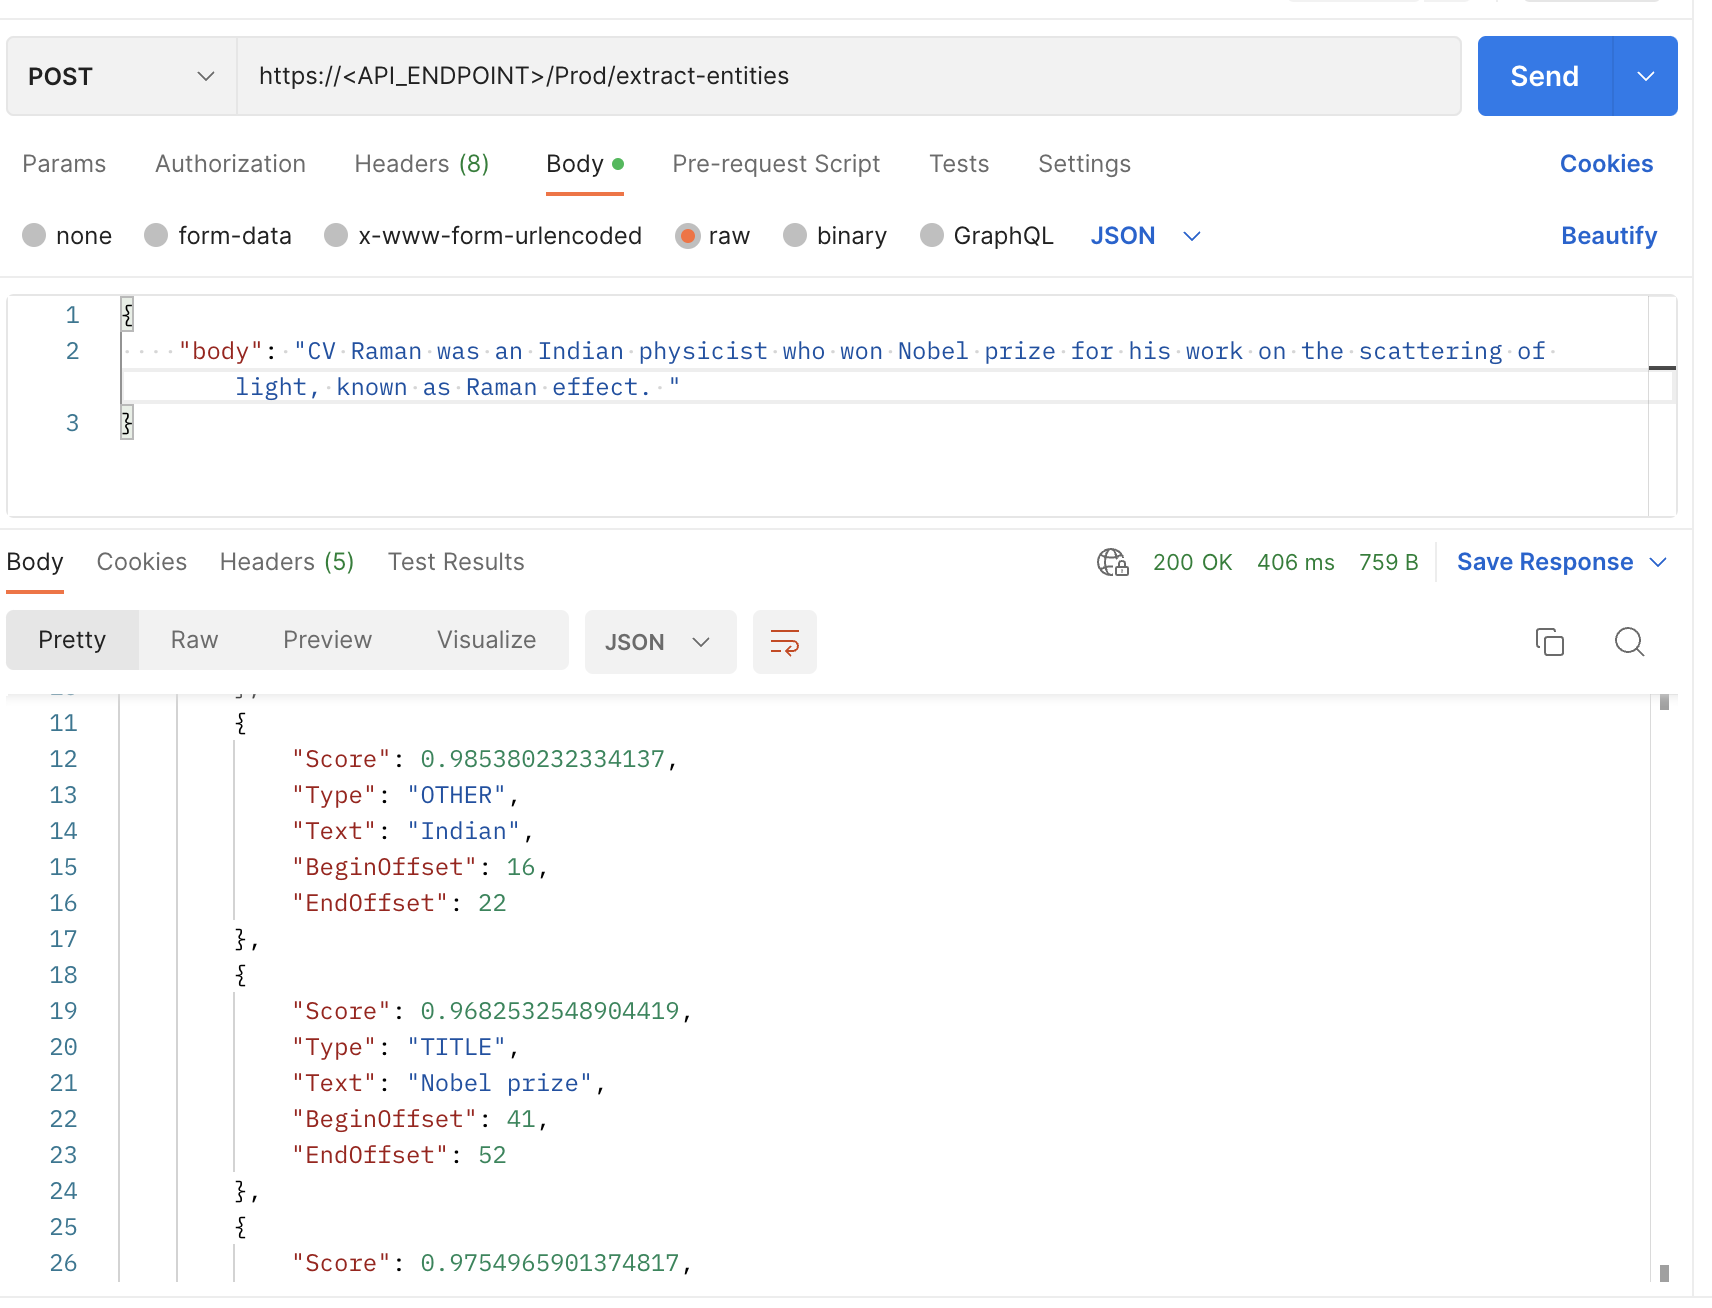 POST https://<API_ENDPOINT>/Prod/extract-entities Send
Params Authorization Headers (8) Body Pre-request Script Tests Settings Cookies
none form-data x-www-form-urlencoded raw binary GraphQL JSON Beautify
1 {
2 "body": "CV Raman was an Indian physicist who won Nobel prize for his work on the scattering of
light, known as Raman effect. "
3 }
Body Cookies Headers (5) Test Results 200 OK 406 ms 759 B Save Response
Pretty Raw Preview Visualize JSON
11 {
12 "Score": 0.985380232334137,
13 "Type": "OTHER",
14 "Text": "Indian",
15 "BeginOffset": 16,
16 "EndOffset": 22
17 },
18 {
19 "Score": 0.9682532548904419,
20 "Type": "TITLE",
21 "Text": "Nobel prize",
22 "BeginOffset": 41,
23 "EndOffset": 52
24 },
25 {
26 "Score": 0.9754965901374817,